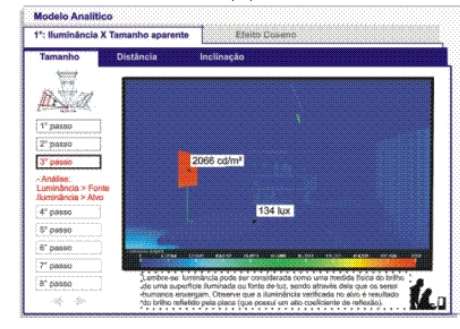 Modelo Analítico
1ª: Iluminância X Tamanho aparente
Efeito Coseno
Tamanho
Distância
Inclinação
1º passo
2º passo
3º passo
- Análise:
Luminância > Fonte
Iluminância > Alvo
4º passo
5º passo
6º passo
7º passo
8º passo
2066 cd/m²
134 lux
Lembre-se: luminância pode ser considerada como uma medida física do brilho
de uma superfície iluminada ou fonte de luz, sendo através dela que os seres
humanos enxergam. Observe que a iluminância verificada no alvo é resultado
do brilho refletido pela placa (que possui um alto coeficiente de reflexão).